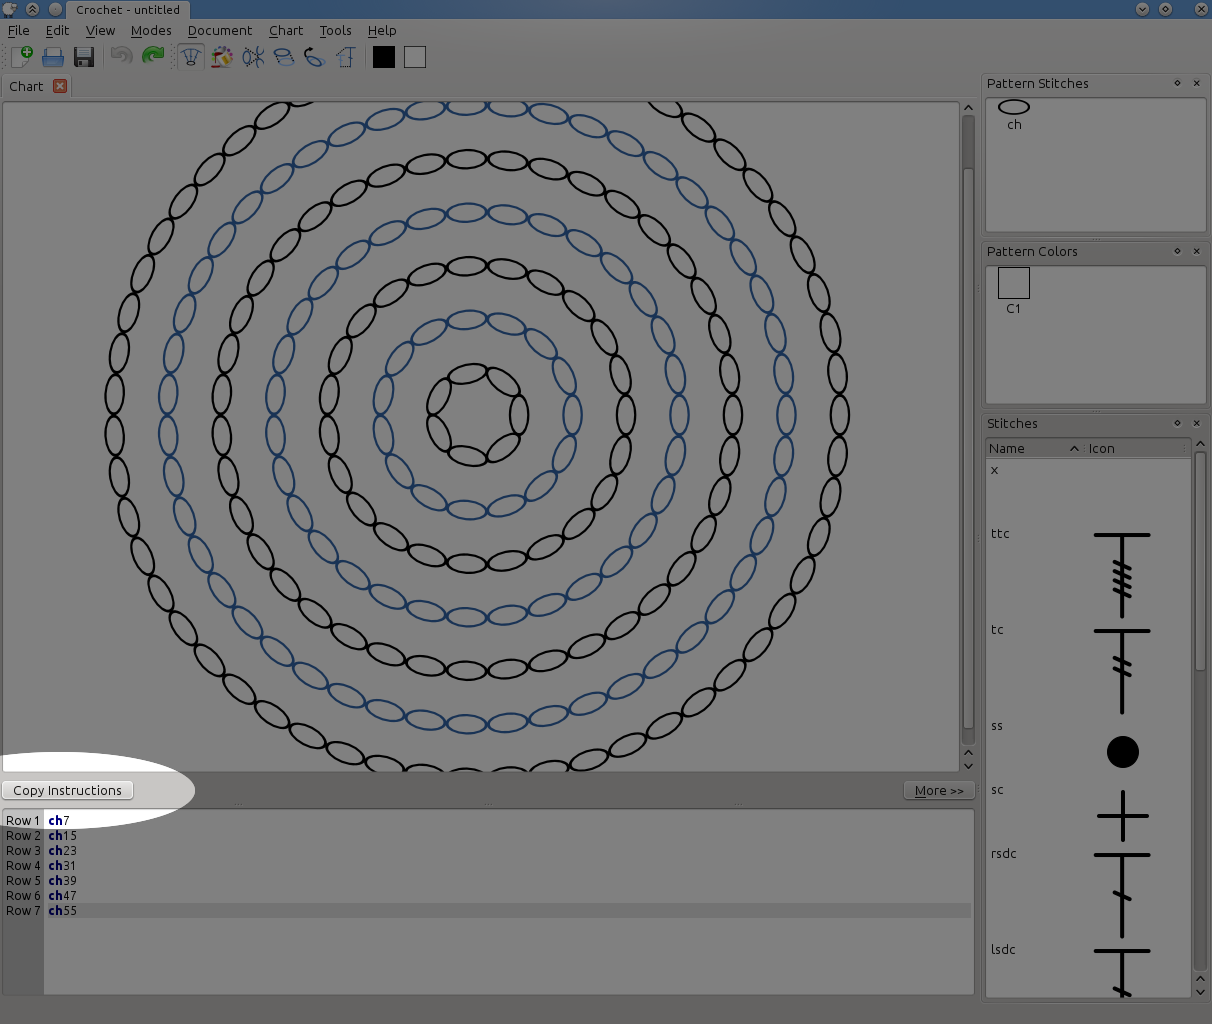 Crochet - untitled
File Edit View Modes Document Chart Tools Help
Chart
Pattern Stitches
ch
Pattern Colors
C1
Stitches
Name Icon
x
ttc
tc
ss
sc
rsdc
lsdc
Copy Instructions
More >>
Row 1 ch7
Row 2 ch15
Row 3 ch23
Row 4 ch31
Row 5 ch39
Row 6 ch47
Row 7 ch55